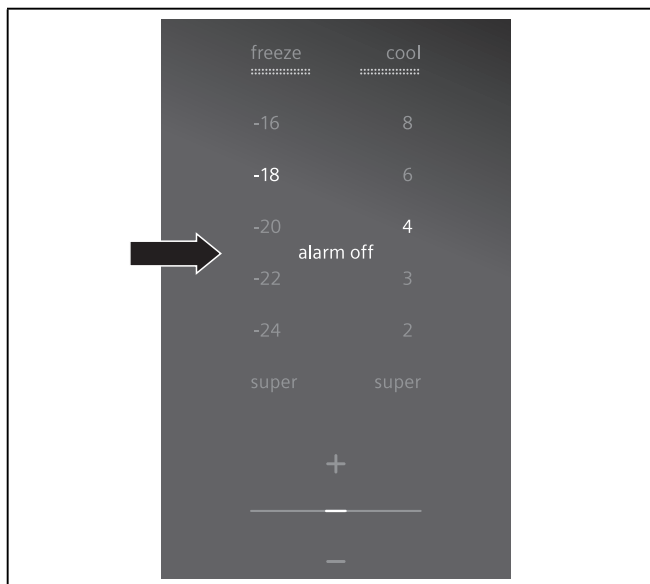 freeze cool
-16 8
-18 6
-20 4
alarm off
-22 3
-24 2
super super
+
−